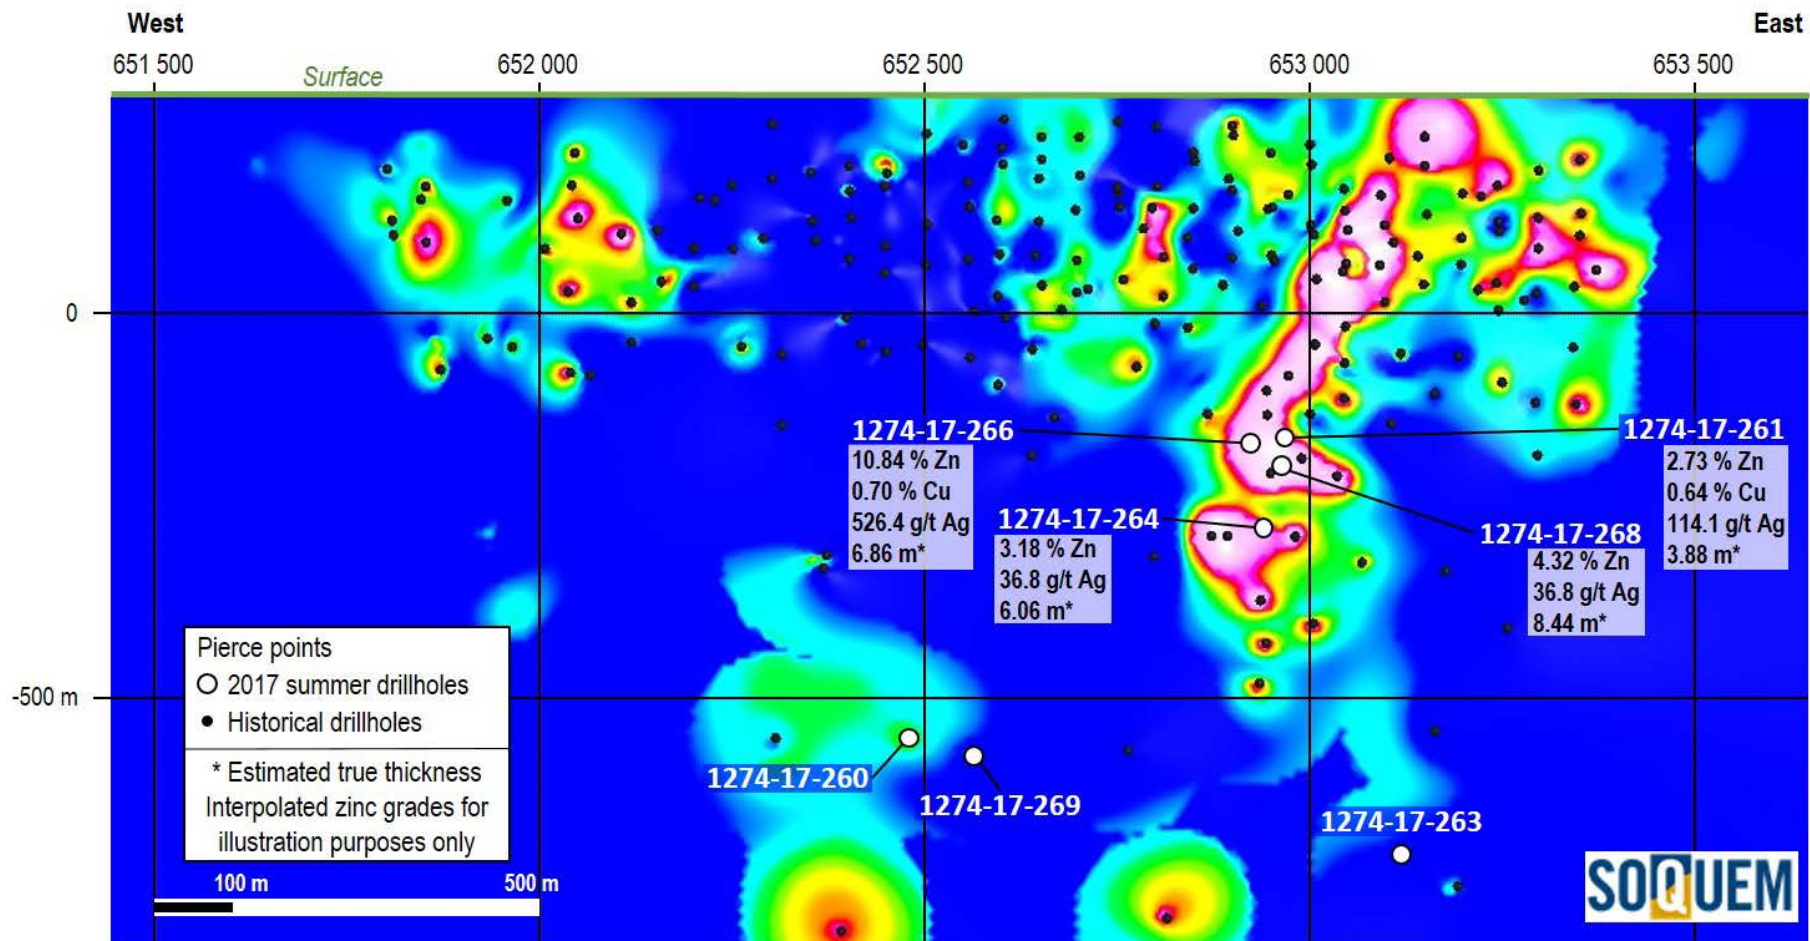 West
East
651 500
652 000
652 500
653 000
653 500
Surface
0
-500 m
1274-17-266
10.84 % Zn
0.70 % Cu
526.4 g/t Ag
6.86 m*
1274-17-264
3.18 % Zn
36.8 g/t Ag
6.06 m*
1274-17-261
2.73 % Zn
0.64 % Cu
114.1 g/t Ag
3.88 m*
1274-17-268
4.32 % Zn
36.8 g/t Ag
8.44 m*
1274-17-260
1274-17-269
1274-17-263
Pierce points
2017 summer drillholes
Historical drillholes
* Estimated true thickness
Interpolated zinc grades for
illustration purposes only
100 m
500 m
SOQUEM